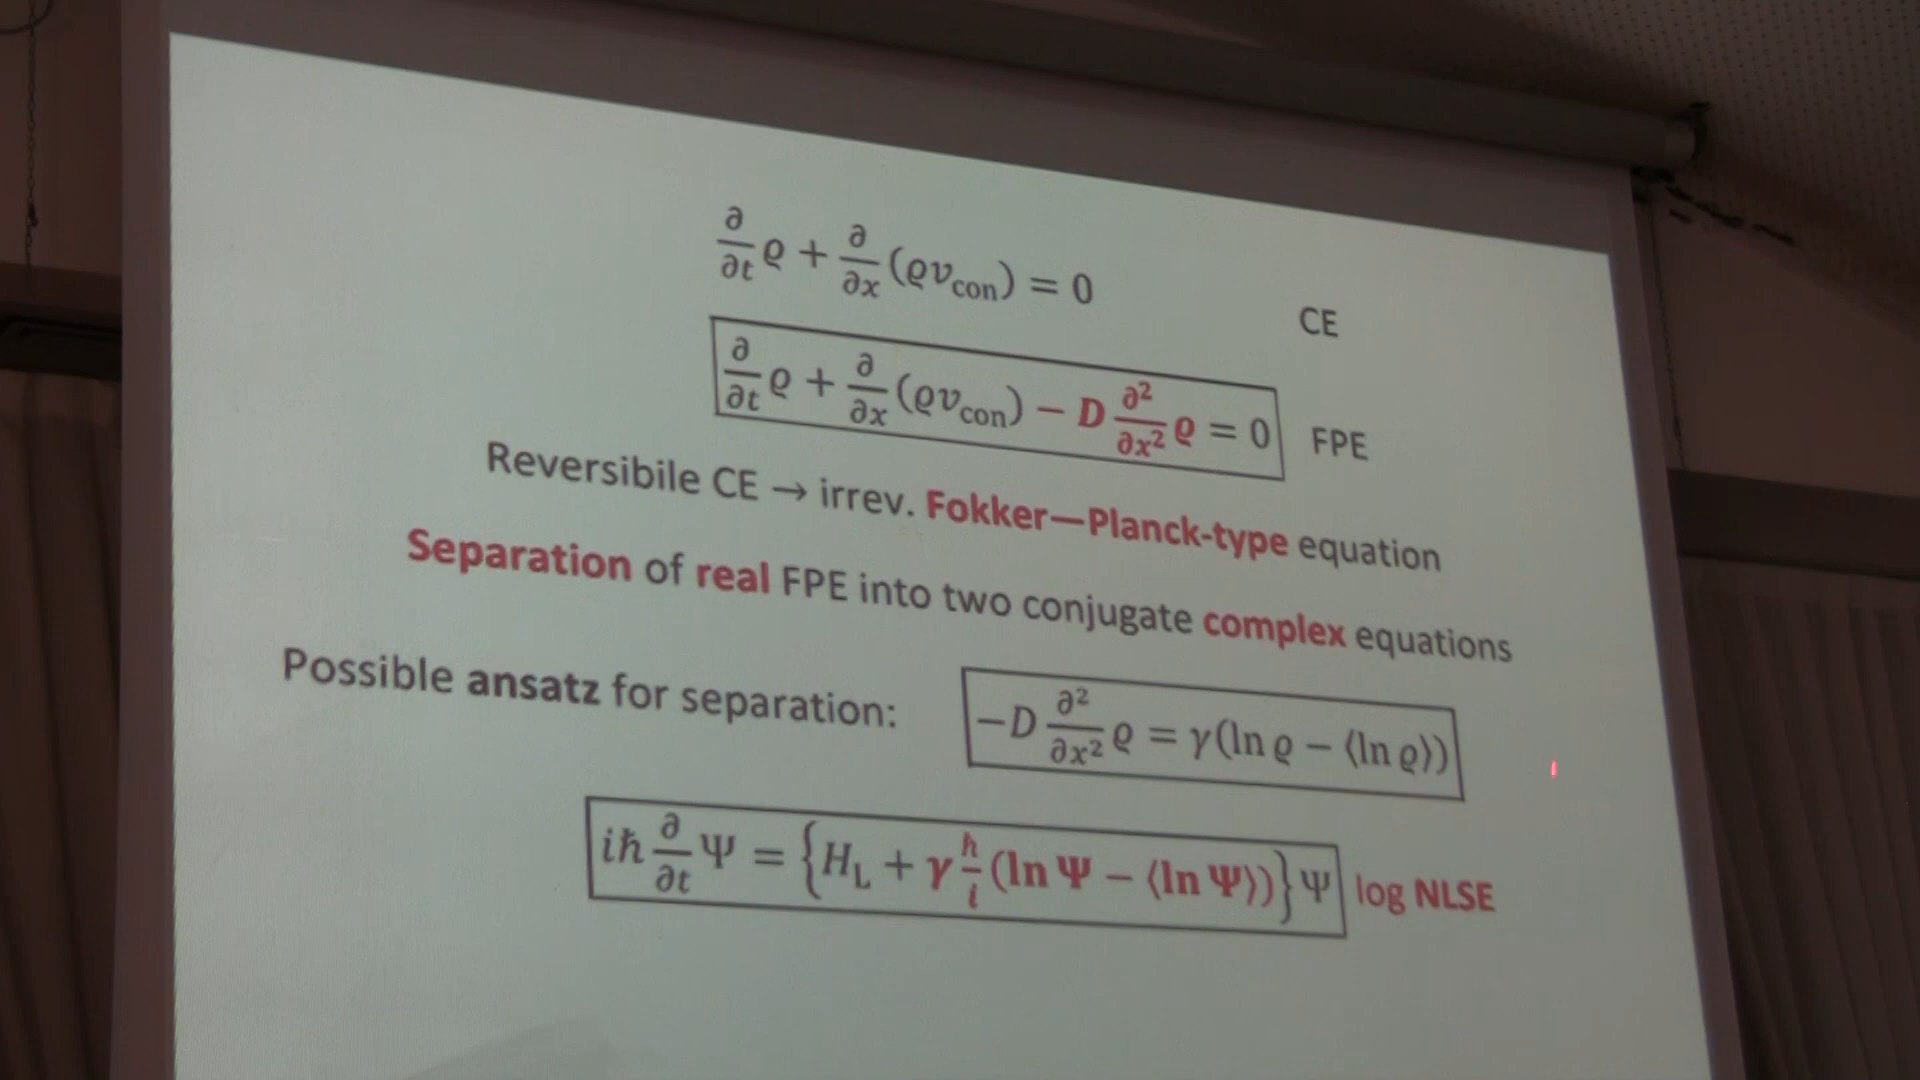 ∂/∂t ϱ + ∂/∂x (ϱv_con) = 0 CE
∂/∂t ϱ + ∂/∂x (ϱv_con) − D ∂²/∂x² ϱ = 0 FPE
Reversibile CE → irrev. Fokker—Planck-type equation
Separation of real FPE into two conjugate complex equations
Possible ansatz for separation: −D ∂²/∂x² ϱ = γ(ln ϱ − ⟨ln ϱ⟩)
iħ ∂/∂t Ψ = {H_L + γ ħ/i (ln Ψ − ⟨ln Ψ⟩)} Ψ log NLSE